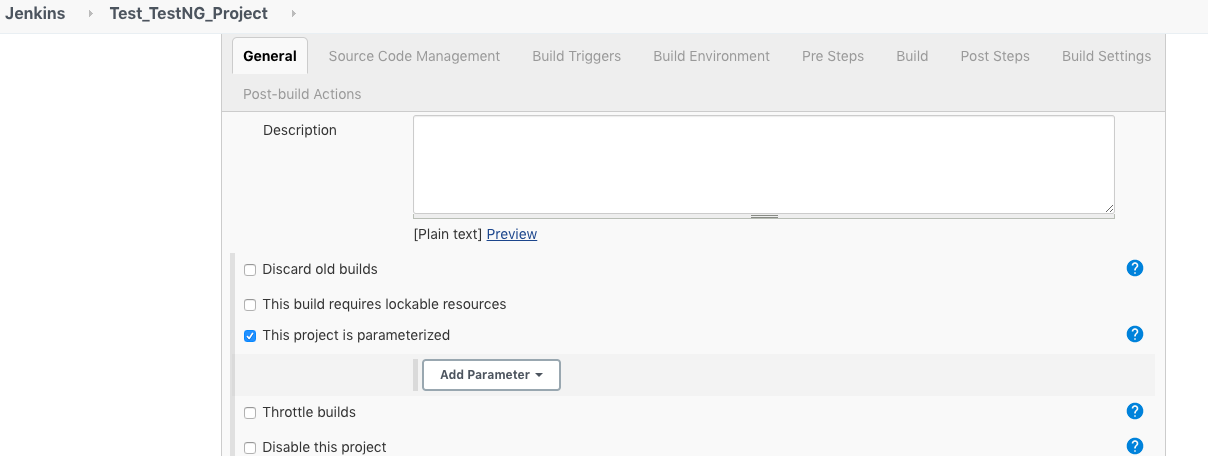 Jenkins Test_TestNG_Project
General Source Code Management Build Triggers Build Environment Pre Steps Build Post Steps Build Settings
Post-build Actions
Description
[Plain text] Preview
Discard old builds ?
This build requires lockable resources
This project is parameterized ?
Add Parameter
Throttle builds ?
Disable this project ?